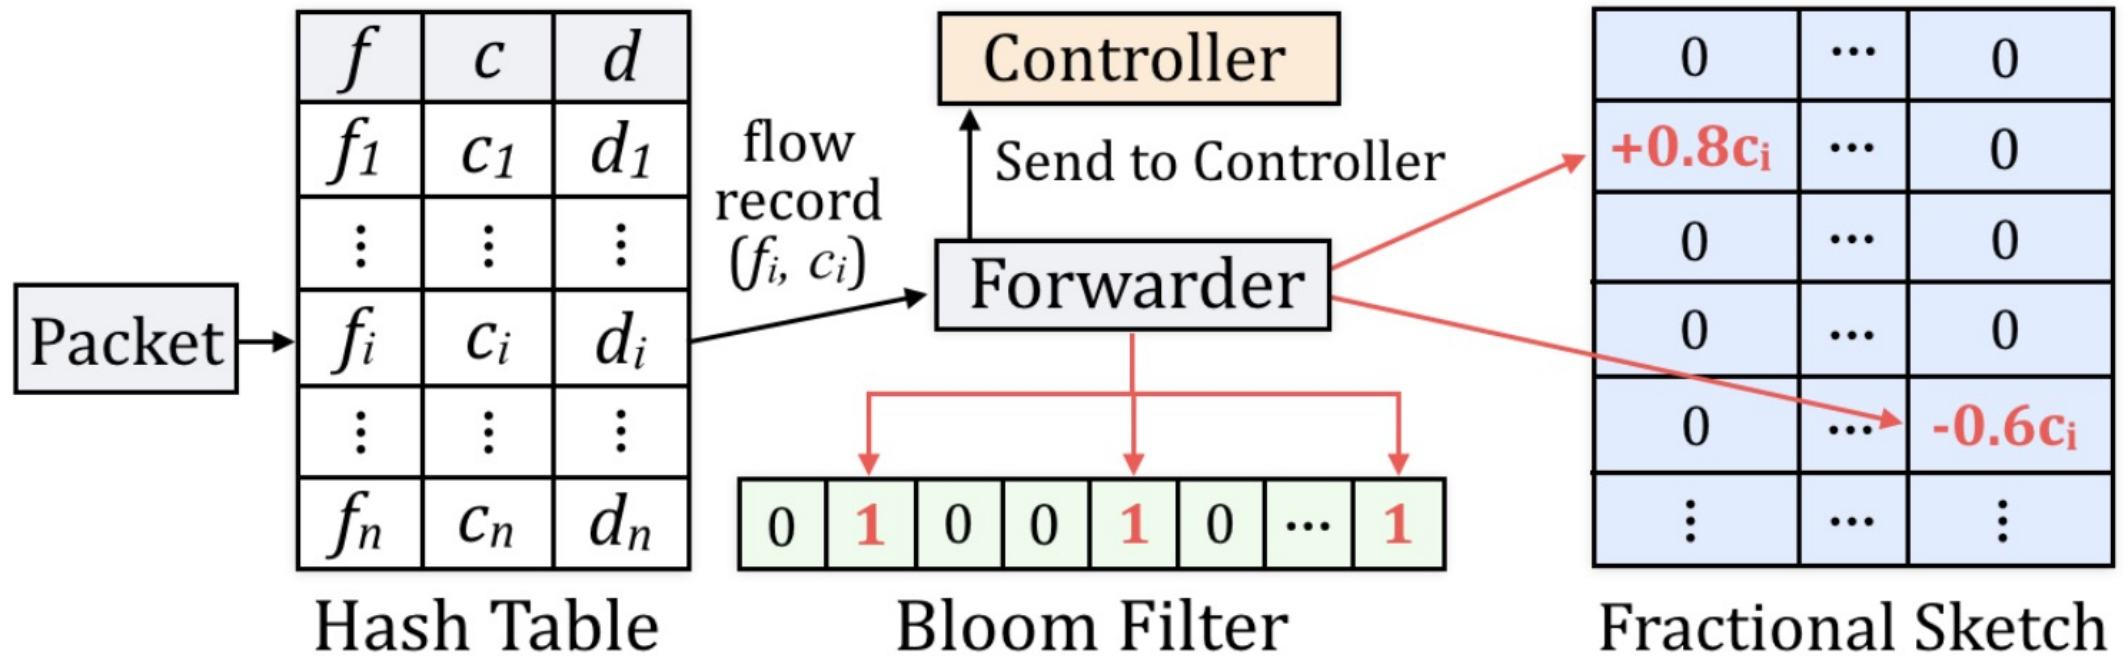 Packet
f c d
f1 c1 d1
⋮ ⋮ ⋮
fi ci di
⋮ ⋮ ⋮
fn cn dn
Hash Table
flow
record
(fi, ci)
Controller
Send to Controller
Forwarder
0 1 0 0 1 0 ... 1
Bloom Filter
0 ... 0
+0.8ci ... 0
0 ... 0
0 ... 0
0 ... -0.6ci
⋮ ... ⋮
Fractional Sketch